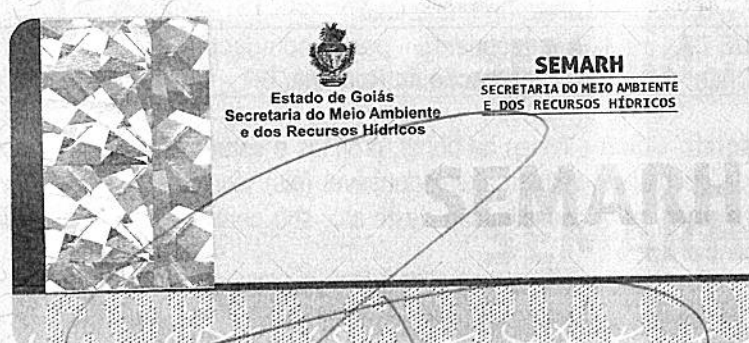 Estado de Goiás
Secretaria do Meio Ambiente
e dos Recursos Hídricos
SEMARH
SECRETARIA DO MEIO AMBIENTE
E DOS RECURSOS HÍDRICOS
SEMARH